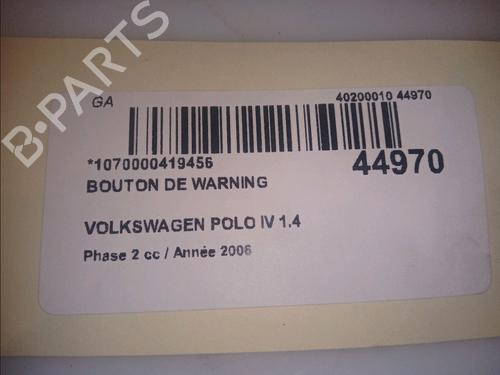 B-PARTS
GA
40200010 44970
*1070000419456
44970
BOUTON DE WARNING
VOLKSWAGEN POLO IV 1.4
Phase 2 cc / Année 2006